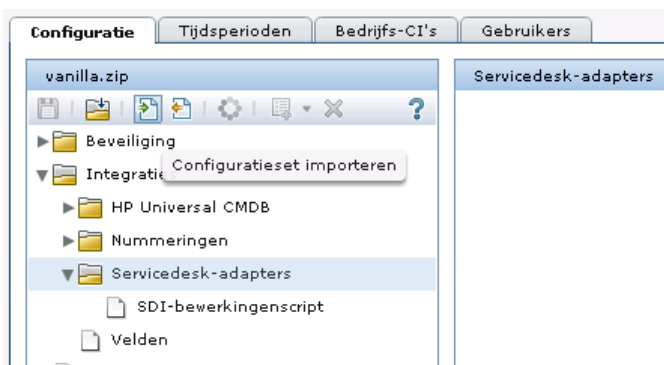 Configuratie Tijdsperioden Bedrijfs-CI's Gebruikers
vanilla.zip Servicedesk-adapters
?
Beveiliging
Configuratieset importeren
Integraties
HP Universal CMDB
Nummeringen
Servicedesk-adapters
SDI-bewerkingenscript
Velden